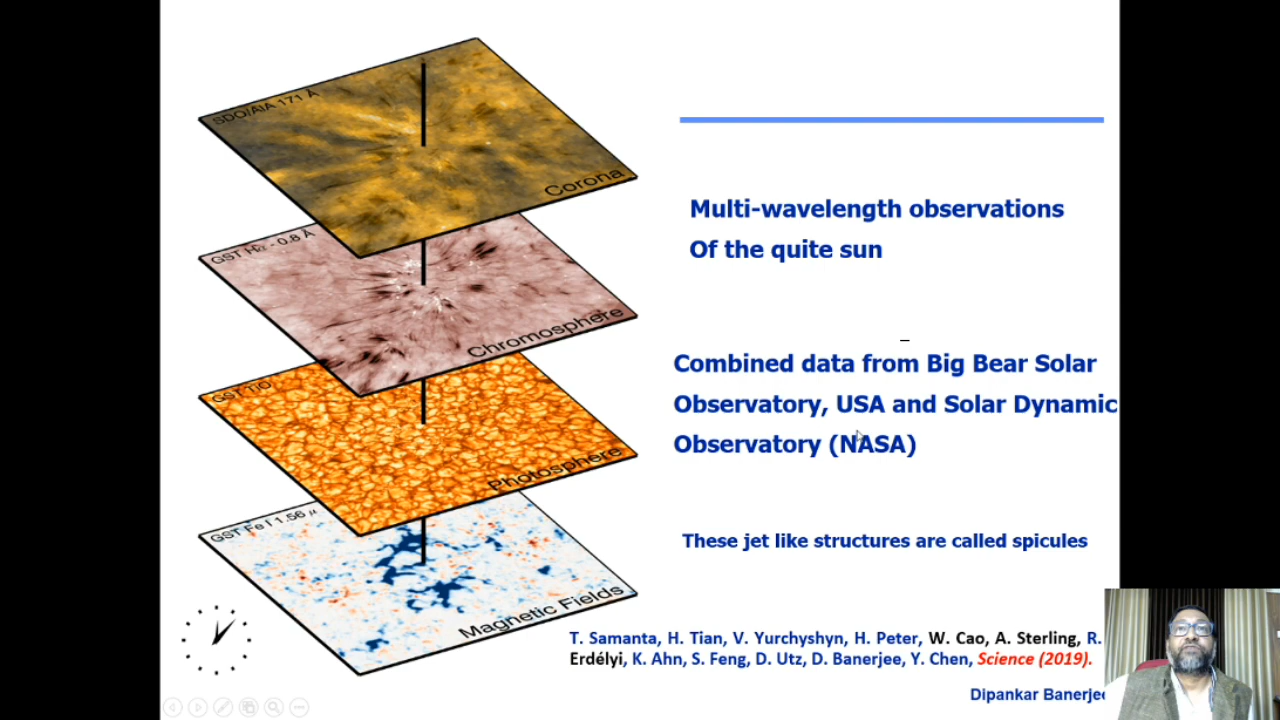 SDO/AIA 171 Å
Corona
GST Hα - 0.8 Å
Chromosphere
GST TiO
Photosphere
GST Fe I 1.56 μ
Magnetic Fields
Multi-wavelength observations
Of the quite sun
Combined data from Big Bear Solar
Observatory, USA and Solar Dynamic
Observatory (NASA)
These jet like structures are called spicules
T. Samanta, H. Tian, V. Yurchyshyn, H. Peter, W. Cao, A. Sterling, R.
Erdélyi, K. Ahn, S. Feng, D. Utz, D. Banerjee, Y. Chen, Science (2019).
Dipankar Banerjee